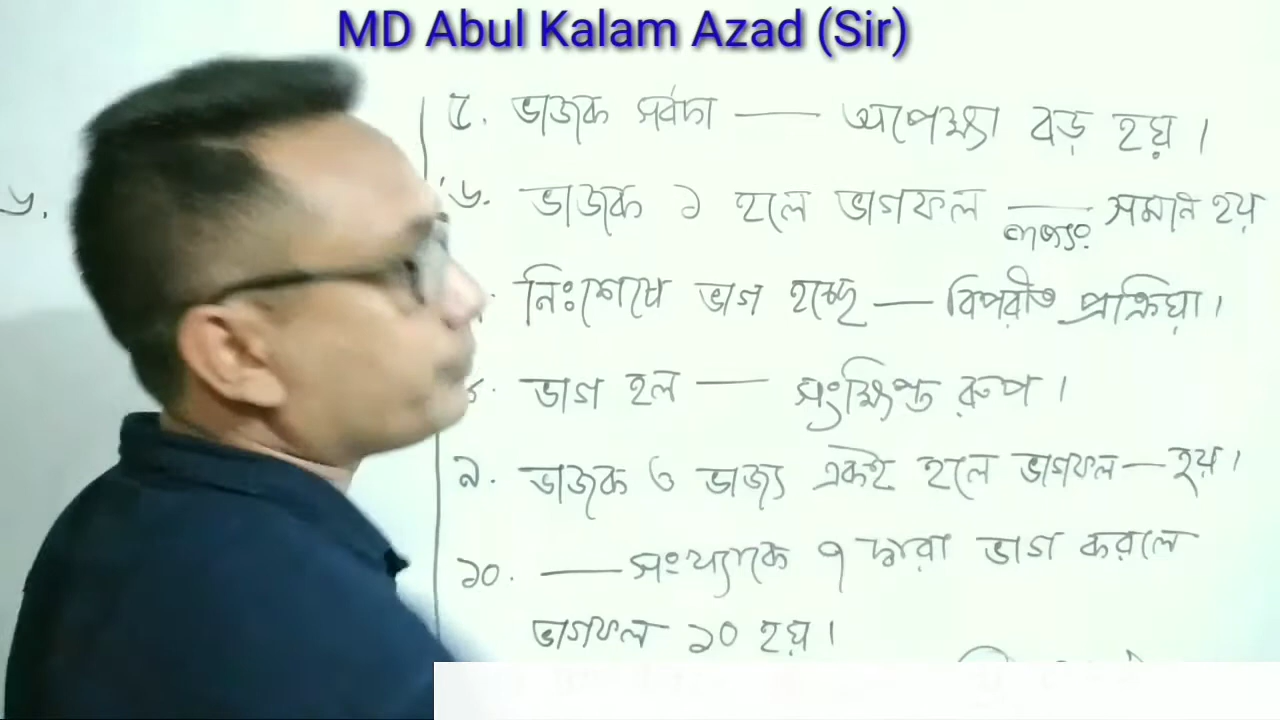 MD Abul Kalam Azad (Sir)
৫. ভাজক সর্বদা — অপেক্ষা বড় হয়।
৬.
৬. ভাজক ১ হলে ভাগফল — সমান হয়
নিঃশেষে ভাগ হচ্ছে — বিপরীত প্রক্রিয়া।
ভাগ হল — সংক্ষিপ্ত রুপ।
৯. ভাজক ও ভাজ্য একই হলে ভাগফল — হয়।
১০. — সংখ্যাকে ৭ দ্বারা ভাগ করলে
ভাগফল ১০ হয়।